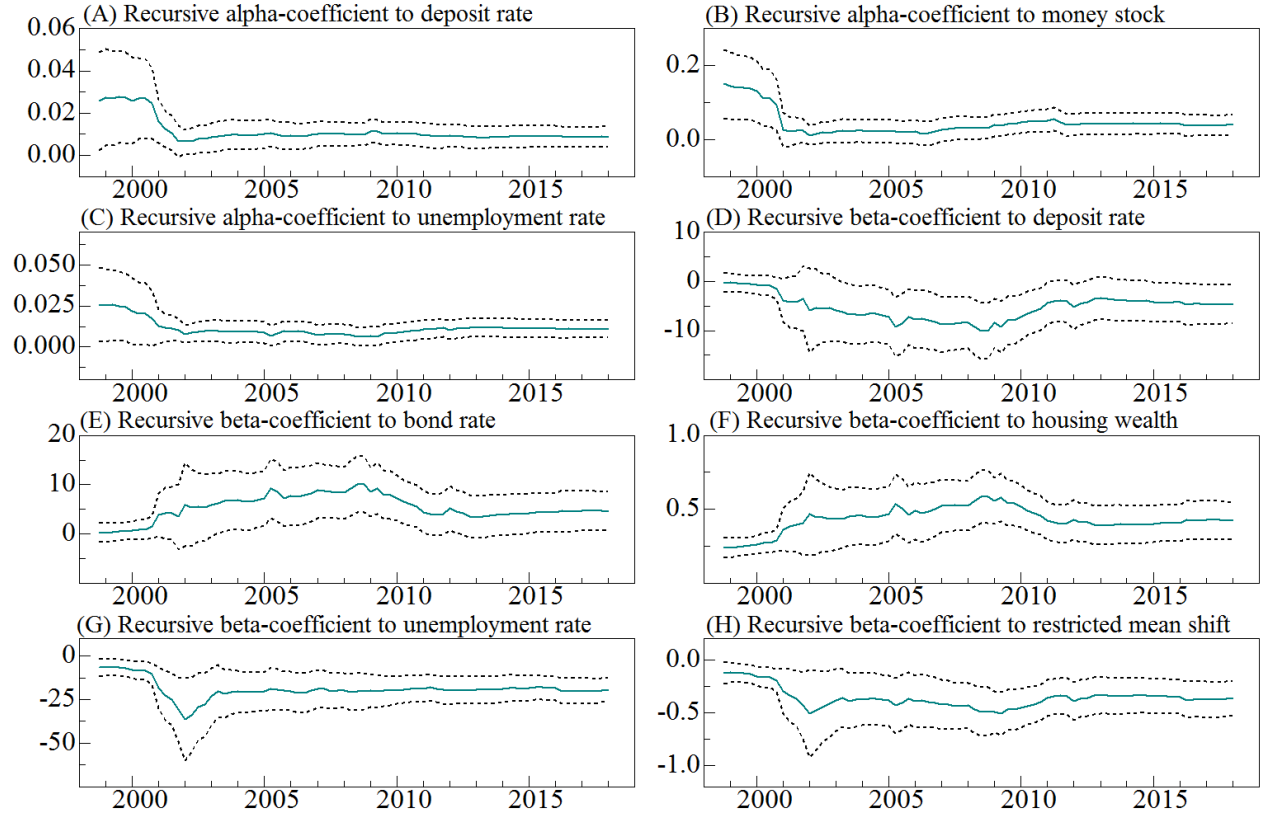 (A) Recursive alpha-coefficient to deposit rate
0.06
0.04
0.02
0.00
2000 2005 2010 2015
(B) Recursive alpha-coefficient to money stock
0.2
0.0
2000 2005 2010 2015
(C) Recursive alpha-coefficient to unemployment rate
0.050
0.025
0.000
2000 2005 2010 2015
(D) Recursive beta-coefficient to deposit rate
10
0
-10
2000 2005 2010 2015
(E) Recursive beta-coefficient to bond rate
20
10
0
2000 2005 2010 2015
(F) Recursive beta-coefficient to housing wealth
1.0
0.5
2000 2005 2010 2015
(G) Recursive beta-coefficient to unemployment rate
0
-25
-50
2000 2005 2010 2015
(H) Recursive beta-coefficient to restricted mean shift
0.0
-0.5
-1.0
2000 2005 2010 2015